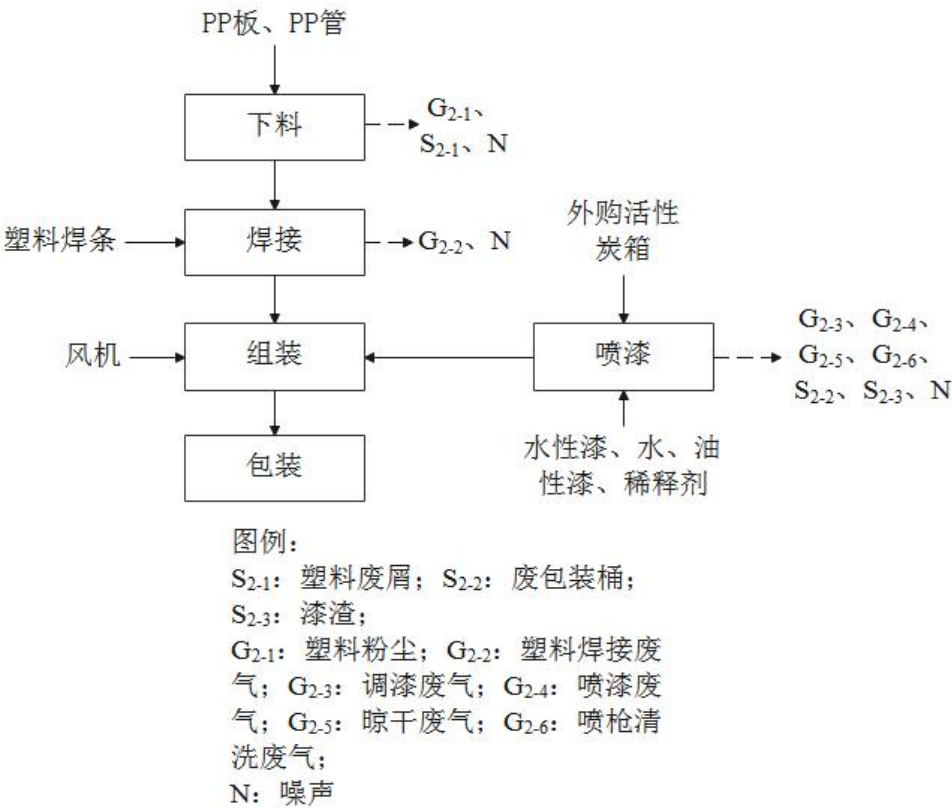 PP板、PP管
下料
G2-1、
S2-1、N
塑料焊条
焊接
G2-2、N
外购活性
炭箱
风机
组装
喷漆
G2-3、G2-4、
G2-5、G2-6、
S2-2、S2-3、N
包装
水性漆、水、油
性漆、稀释剂
图例：
S2-1：塑料废屑；S2-2：废包装桶；
S2-3：漆渣；
G2-1：塑料粉尘；G2-2：塑料焊接废
气；G2-3：调漆废气；G2-4：喷漆废
气；G2-5：晾干废气；G2-6：喷枪清
洗废气；
N：噪声